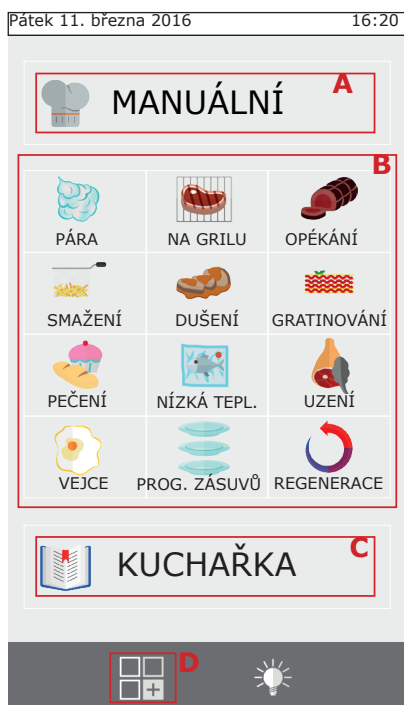 Pátek 11. března 2016 16:20
MANUÁLNÍ A
B
PÁRA NA GRILU OPÉKÁNÍ
SMAŽENÍ DUŠENÍ GRATINOVÁNÍ
PEČENÍ NÍZKÁ TEPL. UZENÍ
VEJCE PROG. ZÁSUVŮ REGENERACE
KUCHAŘKA C
D